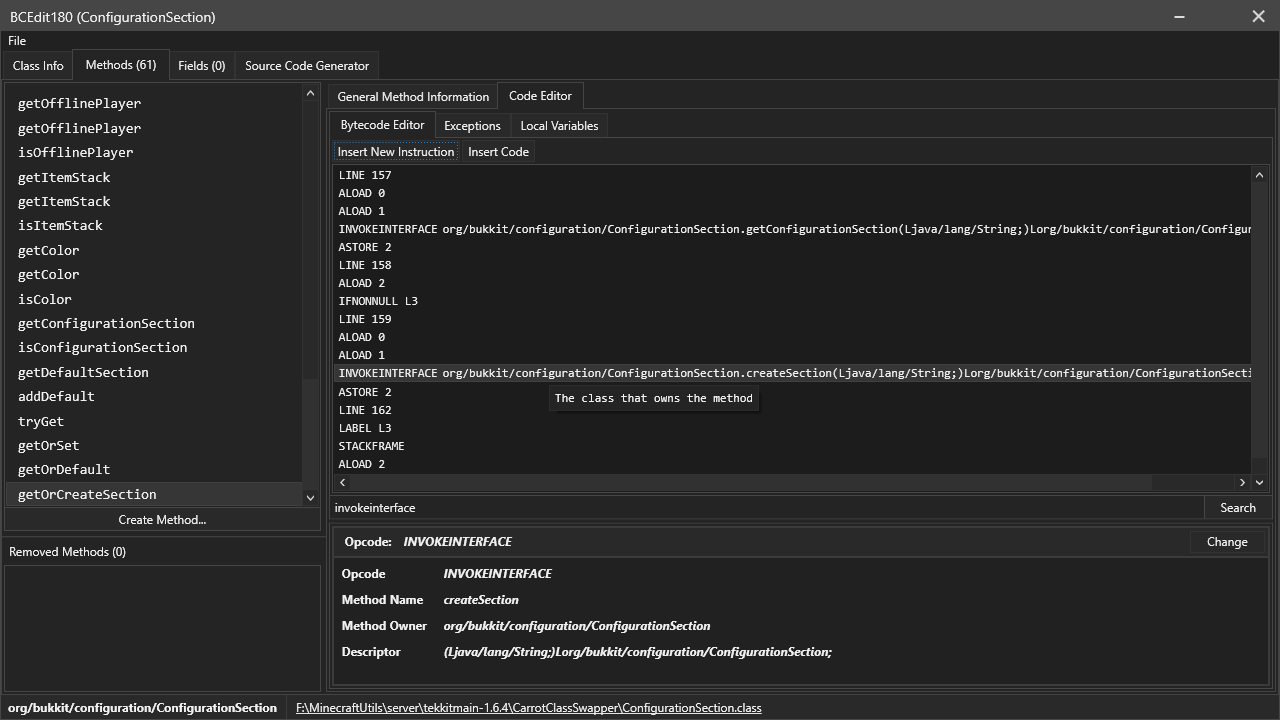 BCEdit180 (ConfigurationSection)
File
Class Info Methods (61) Fields (0) Source Code Generator
getOfflinePlayer
getOfflinePlayer
isOfflinePlayer
getItemStack
getItemStack
isItemStack
getColor
getColor
isColor
getConfigurationSection
isConfigurationSection
getDefaultSection
addDefault
tryGet
getOrSet
getOrDefault
getOrCreateSection
Create Method...
Removed Methods (0)
General Method Information Code Editor
Bytecode Editor Exceptions Local Variables
Insert New Instruction Insert Code
LINE 157
ALOAD 0
ALOAD 1
INVOKEINTERFACE org/bukkit/configuration/ConfigurationSection.getConfigurationSection(Ljava/lang/String;)Lorg/bukkit/configuration/Configur
ASTORE 2
LINE 158
ALOAD 2
IFNONNULL L3
LINE 159
ALOAD 0
ALOAD 1
INVOKEINTERFACE org/bukkit/configuration/ConfigurationSection.createSection(Ljava/lang/String;)Lorg/bukkit/configuration/ConfigurationSecti
ASTORE 2
The class that owns the method
LINE 162
LABEL L3
STACKFRAME
ALOAD 2
invokeinterface Search
Opcode: INVOKEINTERFACE Change
Opcode INVOKEINTERFACE
Method Name createSection
Method Owner org/bukkit/configuration/ConfigurationSection
Descriptor (Ljava/lang/String;)Lorg/bukkit/configuration/ConfigurationSection;
org/bukkit/configuration/ConfigurationSection F:\MinecraftUtils\server\tekkitmain-1.6.4\CarrotClassSwapper\ConfigurationSection.class